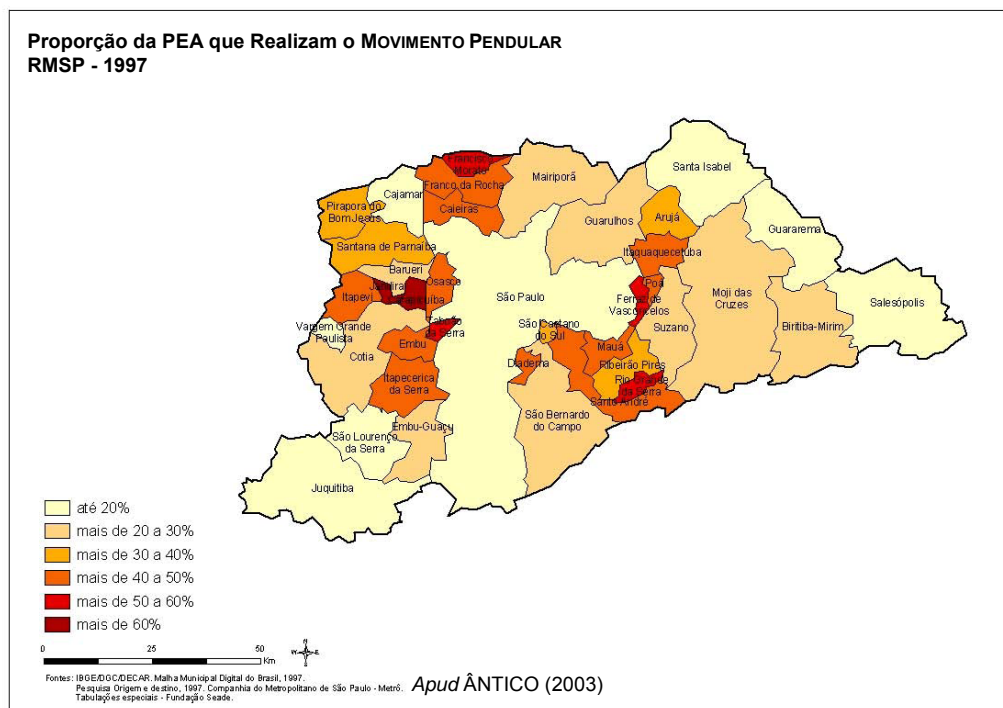 Proporção da PEA que Realizam o MOVIMENTO PENDULAR
RMSP - 1997
Francisco
Morato
Santa Isabel
Mairiporã
Franco da Rocha
Cajamar
Pirapora do
BomJesus
Caieiras
Guarulhos
Arujá
Guararema
Santana de Parnaíba
Itaquaquecetuba
Barueri
Jandira
Osasco
Poá
Itapevi
Carapicuíba
São Paulo
Ferraz de
Vasconcelos
Moji das
Cruzes
Salesópolis
Biritiba-Mirim
Vargem Grande
Paulista
Taboão
da Serra
São Caetano
do Sul
Suzano
Cotia
Embu
Mauá
Diadema
Ribeirão Pires
Itapecerica
da Serra
Rio Grande
da Serra
Santo André
São Bernardo
do Campo
Embu-Guaçu
São Lourenço
da Serra
Juquitiba
até 20%
mais de 20 a 30%
mais de 30 a 40%
mais de 40 a 50%
mais de 50 a 60%
mais de 60%
0 25 50
Km
N
W E
S
Fontes: IBGE/DGC/DECAR. Malha Municipal Digital do Brasil, 1997.
Pesquisa Origem e destino, 1997. Companhia do Metropolitano de São Paulo - Metrô.
Tabulações especiais - Fundação Seade.
Apud ÂNTICO (2003)